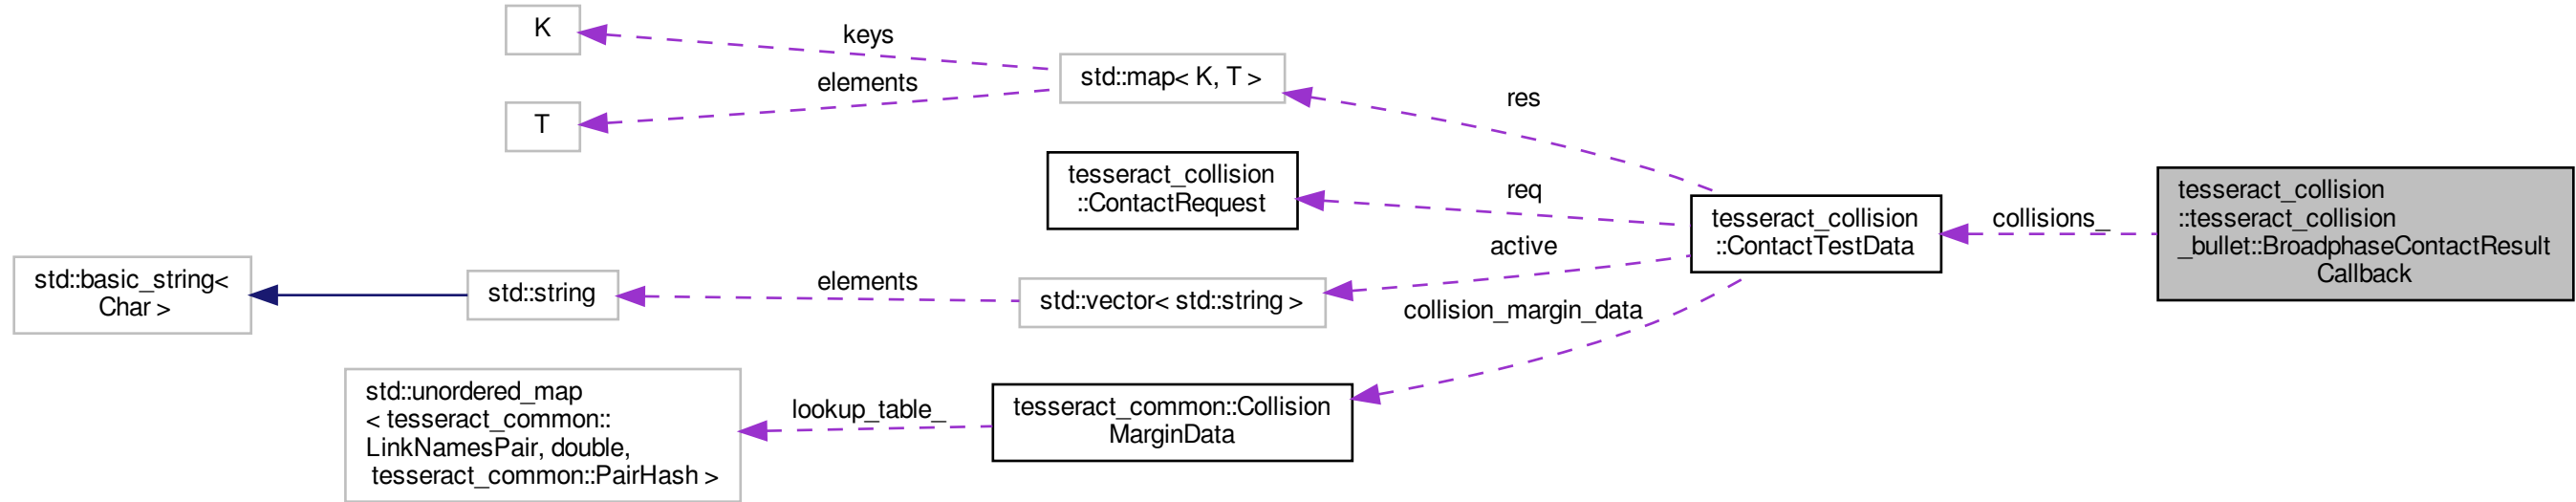 K
keys
std::map< K, T >
elements
T
res
tesseract_collision
::ContactRequest
req
tesseract_collision
::ContactTestData
collisions_
tesseract_collision
::tesseract_collision
_bullet::BroadphaseContactResult
Callback
active
std::basic_string<
Char >
std::string
elements
std::vector< std::string >
collision_margin_data
std::unordered_map
< tesseract_common::
LinkNamesPair, double,
tesseract_common::PairHash >
lookup_table_
tesseract_common::Collision
MarginData